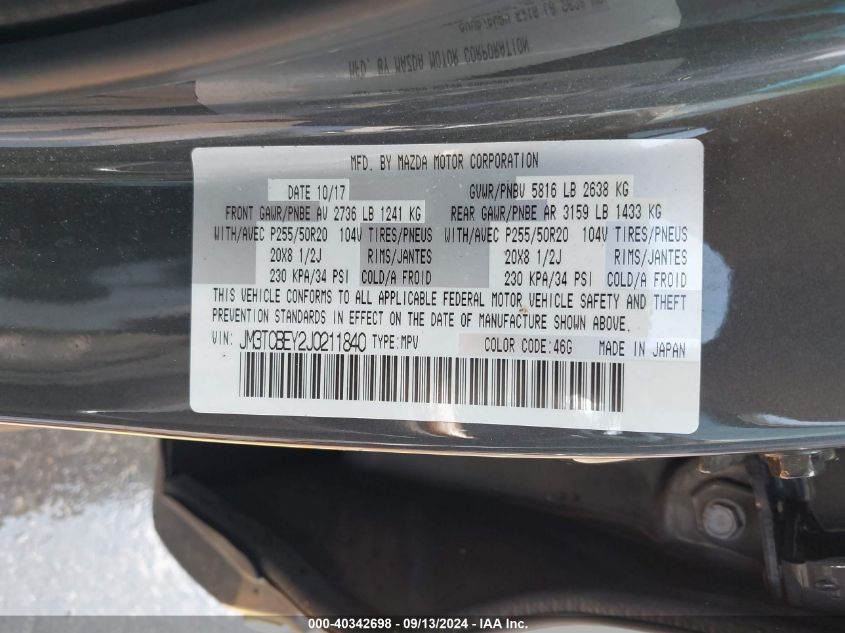 MFD. BY MAZDA MOTOR CORPORATION
MFD. BY MAZDA MOTOR CORPORATION
DATE 10/17 GVWR/PNBV 5816 LB 2638 KG
FRONT GAWR/PNBE AV 2736 LB 1241 KG REAR GAWR/PNBE AR 3159 LB 1433 KG
WITH/AVEC P255/50R20 104V TIRES/PNEUS WITH/AVEC P255/50R20 104V TIRES/PNEUS
20X8 1/2J RIMS/JANTES 20X8 1/2J RIMS/JANTES
230 KPA/34 PSI COLD/A FROID 230 KPA/34 PSI COLD/A FROID
THIS VEHICLE CONFORMS TO ALL APPLICABLE FEDERAL MOTOR VEHICLE SAFETY AND THEFT
PREVENTION STANDARDS IN EFFECT ON THE DATE OF MANUFACTURE SHOWN ABOVE.
VIN: JM3TCBEY2J0211840 TYPE:MPV COLOR CODE:46G MADE IN JAPAN
000-40342698 - 09/13/2024 - IAA Inc.